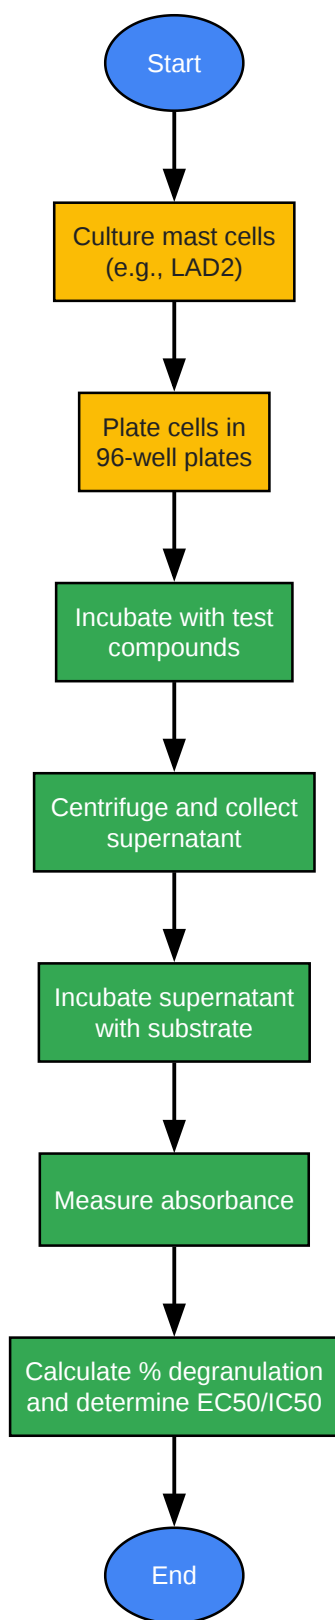 Start
Culture mast cells
(e.g., LAD2)
Plate cells in
96-well plates
Incubate with test
compounds
Centrifuge and collect
supernatant
Incubate supernatant
with substrate
Measure absorbance
Calculate % degranulation
and determine EC50/IC50
End